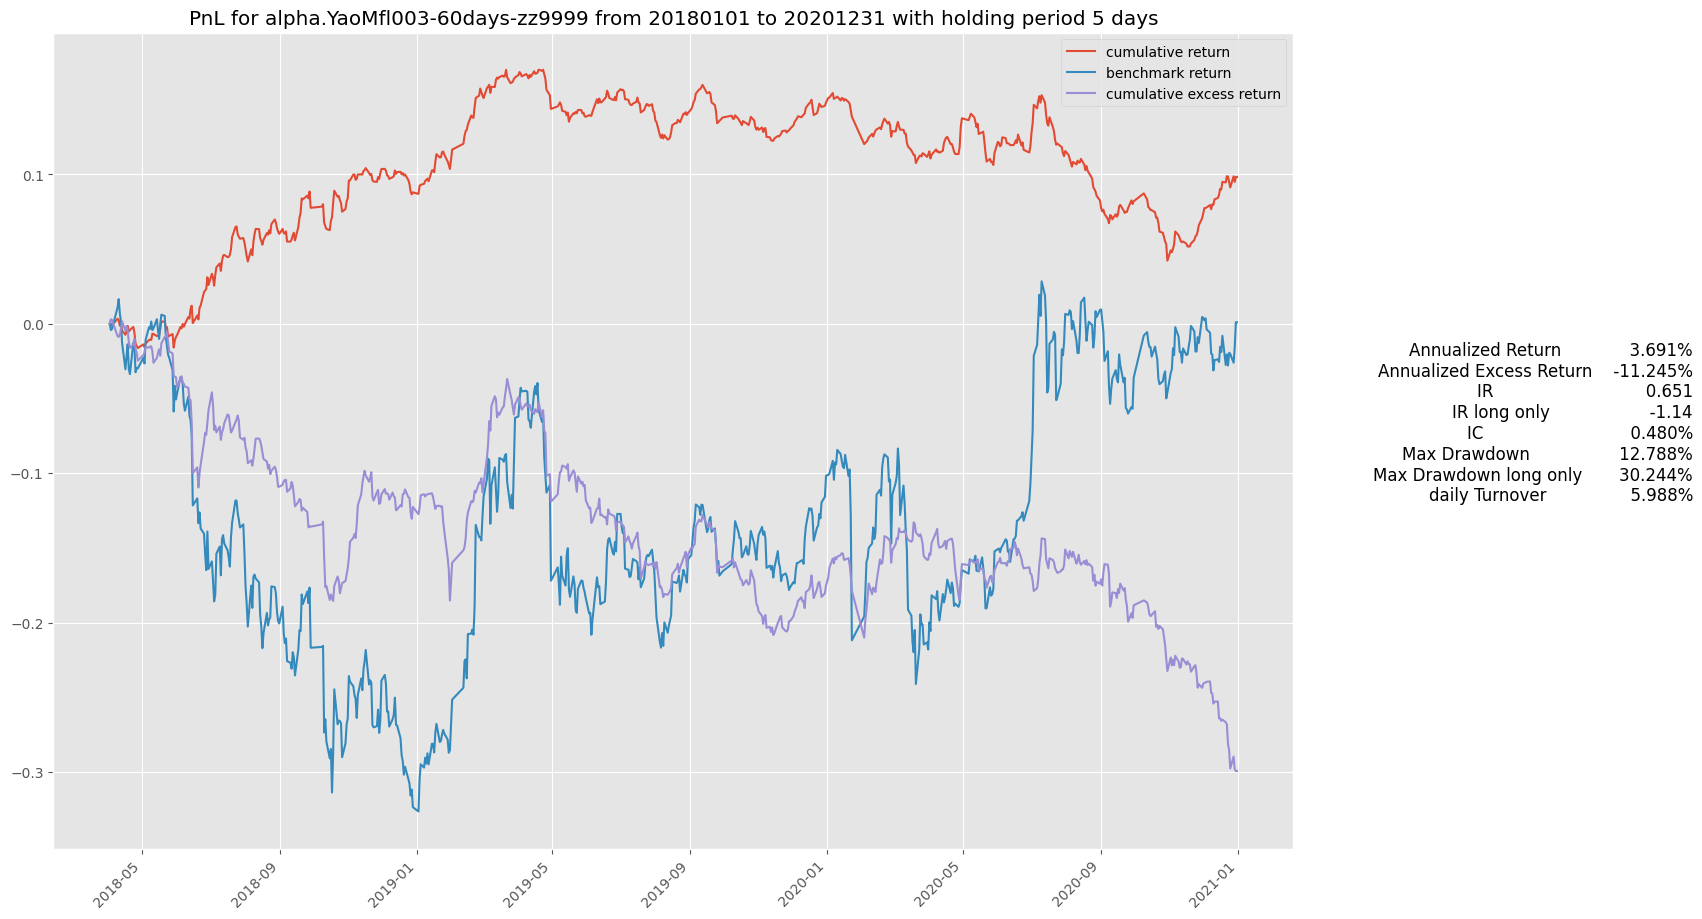 PnL for alpha.YaoMfl003-60days-zz9999 from 20180101 to 20201231 with holding period 5 days
cumulative return
benchmark return
cumulative excess return
0.1
0.0
−0.1
−0.2
−0.3
2018-05
2018-09
2019-01
2019-05
2019-09
2020-01
2020-05
2020-09
2021-01
Annualized Return 3.691%
Annualized Excess Return -11.245%
IR 0.651
IR long only -1.14
IC 0.480%
Max Drawdown 12.788%
Max Drawdown long only 30.244%
daily Turnover 5.988%